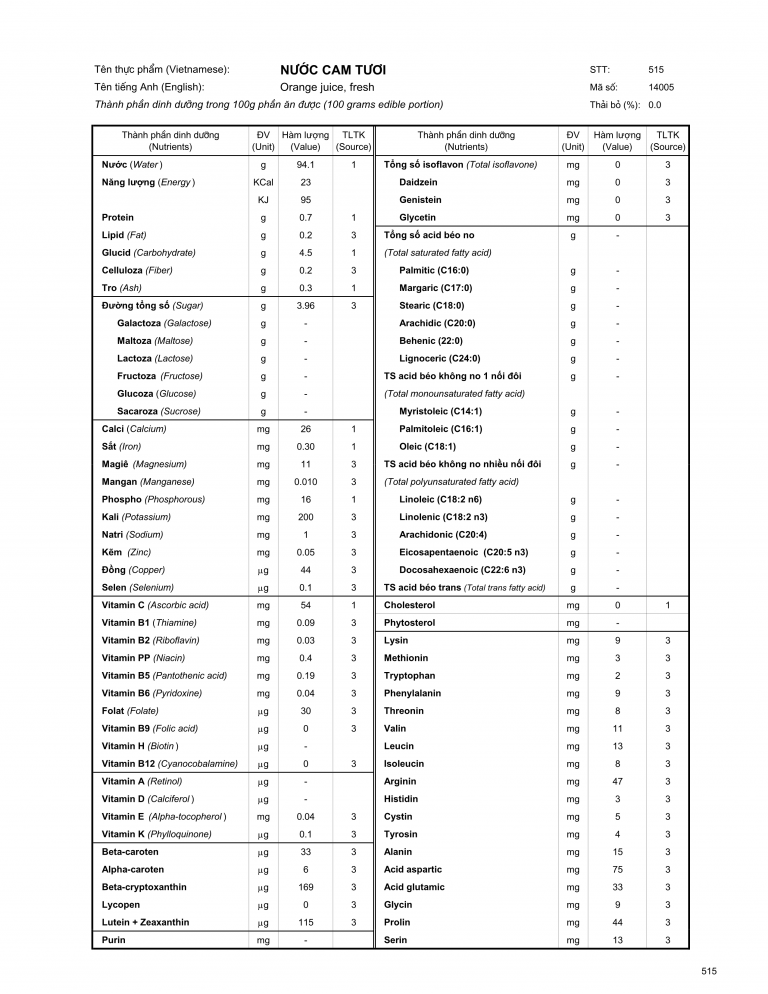 Tên thực phẩm (Vietnamese): NƯỚC CAM TƯƠI STT: 515
Tên tiếng Anh (English): Orange juice, fresh Mã số: 14005
Thành phần dinh dưỡng trong 100g phần ăn được (100 grams edible portion) Thải bỏ (%): 0.0
Thành phần dinh dưỡng ĐV Hàm lượng TLTK Thành phần dinh dưỡng ĐV Hàm lượng TLTK
(Nutrients) (Unit) (Value) (Source) (Nutrients) (Unit) (Value) (Source)
Nước (Water) g 94.1 1 Tổng số isoflavon (Total isoflavone) mg 0 3
Năng lượng (Energy) KCal 23 Daidzein mg 0 3
KJ 95 Genistein mg 0 3
Protein g 0.7 1 Glycetin mg 0 3
Lipid (Fat) g 0.2 3 Tổng số acid béo no g -
Glucid (Carbohydrate) g 4.5 1 (Total saturated fatty acid)
Celluloza (Fiber) g 0.2 3 Palmitic (C16:0) g -
Tro (Ash) g 0.3 1 Margaric (C17:0) g -
Đường tổng số (Sugar) g 3.96 3 Stearic (C18:0) g -
Galactoza (Galactose) g - Arachidic (C20:0) g -
Maltoza (Maltose) g - Behenic (22:0) g -
Lactoza (Lactose) g - Lignoceric (C24:0) g -
Fructoza (Fructose) g - TS acid béo không no 1 nối đôi g -
Glucoza (Glucose) g - (Total monounsaturated fatty acid)
Sacaroza (Sucrose) g - Myristoleic (C14:1) g -
Calci (Calcium) mg 26 1 Palmitoleic (C16:1) g -
Sắt (Iron) mg 0.30 1 Oleic (C18:1) g -
Magiê (Magnesium) mg 11 3 TS acid béo không no nhiều nối đôi g -
Mangan (Manganese) mg 0.010 3 (Total polyunsaturated fatty acid)
Phospho (Phosphorous) mg 16 1 Linoleic (C18:2 n6) g -
Kali (Potassium) mg 200 3 Linolenic (C18:2 n3) g -
Natri (Sodium) mg 1 3 Arachidonic (C20:4) g -
Kẽm (Zinc) mg 0.05 3 Eicosapentaenoic (C20:5 n3) g -
Đồng (Copper) μg 44 3 Docosahexaenoic (C22:6 n3) g -
Selen (Selenium) μg 0.1 3 TS acid béo trans (Total trans fatty acid) g -
Vitamin C (Ascorbic acid) mg 54 1 Cholesterol mg 0 1
Vitamin B1 (Thiamine) mg 0.09 3 Phytosterol mg -
Vitamin B2 (Riboflavin) mg 0.03 3 Lysin mg 9 3
Vitamin PP (Niacin) mg 0.4 3 Methionin mg 3 3
Vitamin B5 (Pantothenic acid) mg 0.19 3 Tryptophan mg 2 3
Vitamin B6 (Pyridoxine) mg 0.04 3 Phenylalanin mg 9 3
Folat (Folate) μg 30 3 Threonin mg 8 3
Vitamin B9 (Folic acid) μg 0 3 Valin mg 11 3
Vitamin H (Biotin) μg - Leucin mg 13 3
Vitamin B12 (Cyanocobalamine) μg 0 3 Isoleucin mg 8 3
Vitamin A (Retinol) μg - Arginin mg 47 3
Vitamin D (Calciferol) μg - Histidin mg 3 3
Vitamin E (Alpha-tocopherol) mg 0.04 3 Cystin mg 5 3
Vitamin K (Phylloquinone) μg 0.1 3 Tyrosin mg 4 3
Beta-caroten μg 33 3 Alanin mg 15 3
Alpha-caroten μg 6 3 Acid aspartic mg 75 3
Beta-cryptoxanthin μg 169 3 Acid glutamic mg 33 3
Lycopen μg 0 3 Glycin mg 9 3
Lutein + Zeaxanthin μg 115 3 Prolin mg 44 3
Purin mg - Serin mg 13 3
515